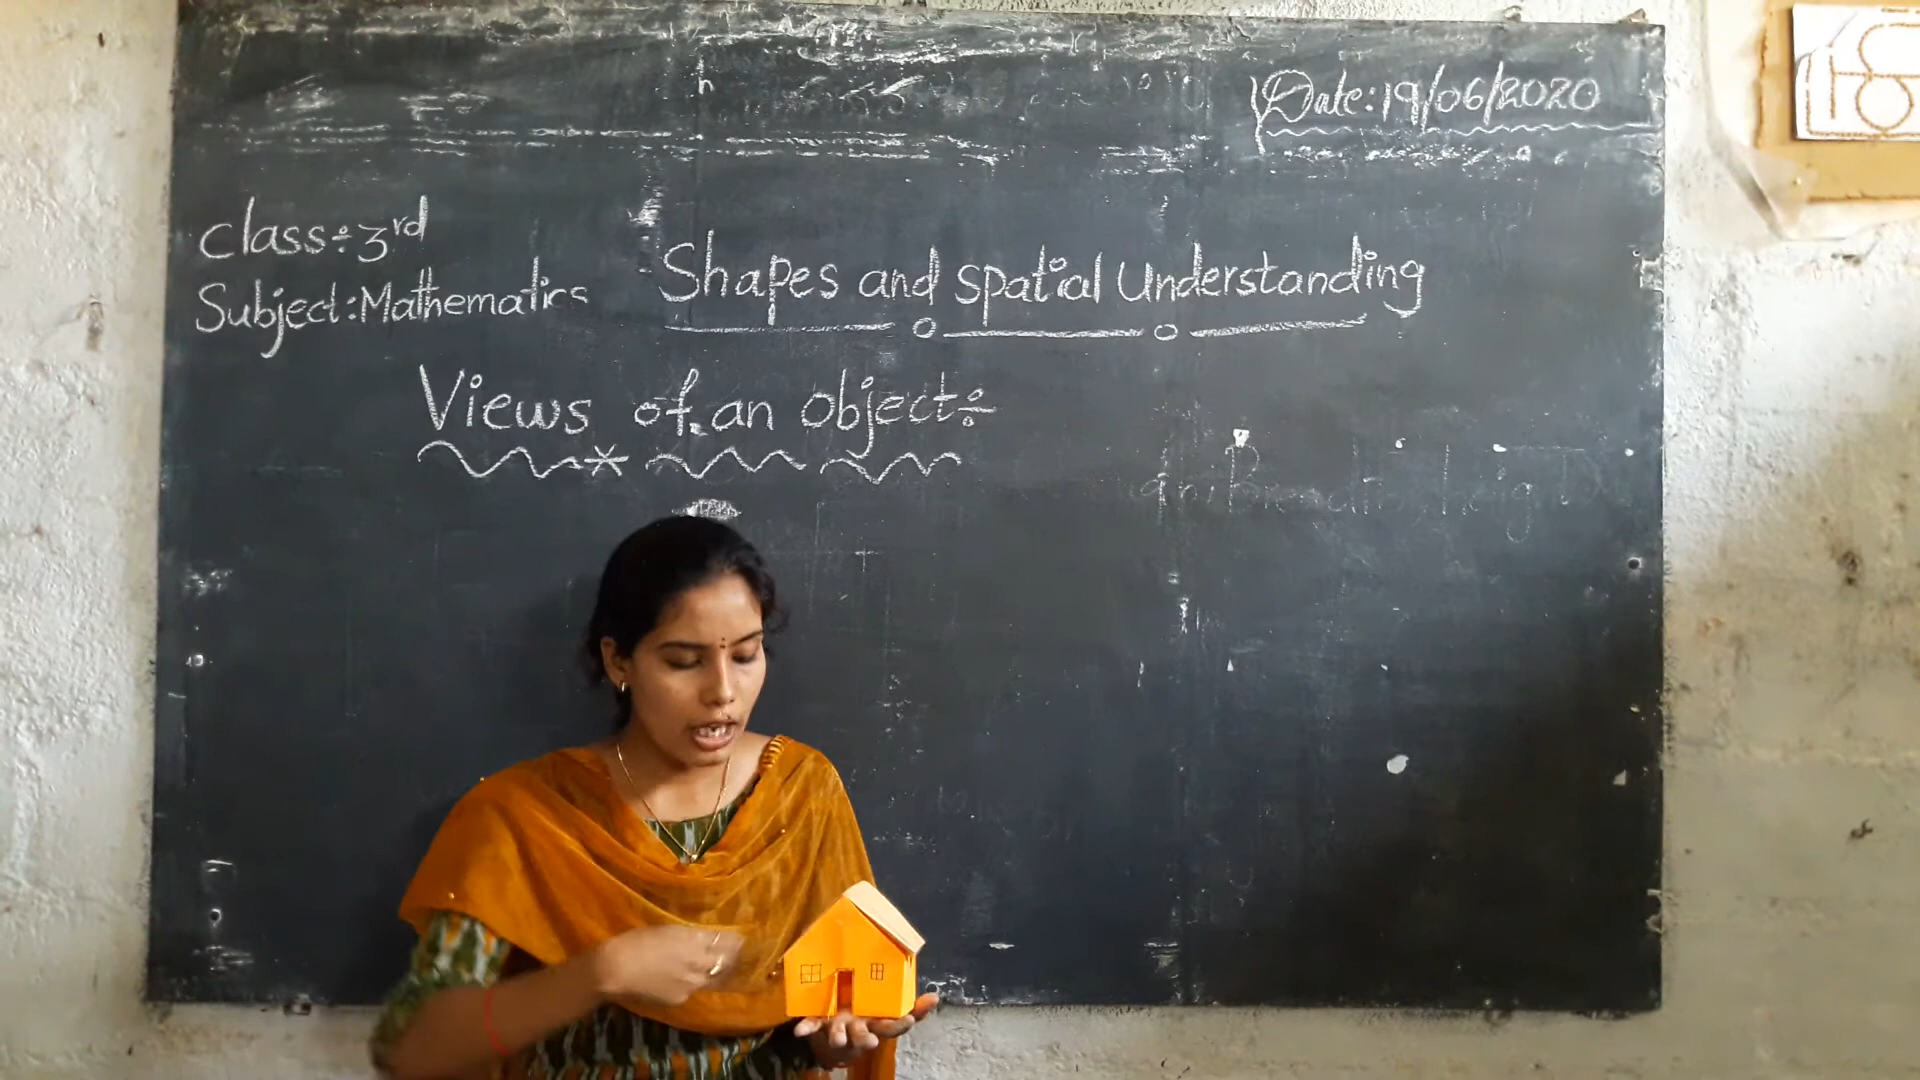 Date:19/06/2020
Class÷3rd
Subject:Mathematics
Shapes and spatial Understanding
Views of an object÷